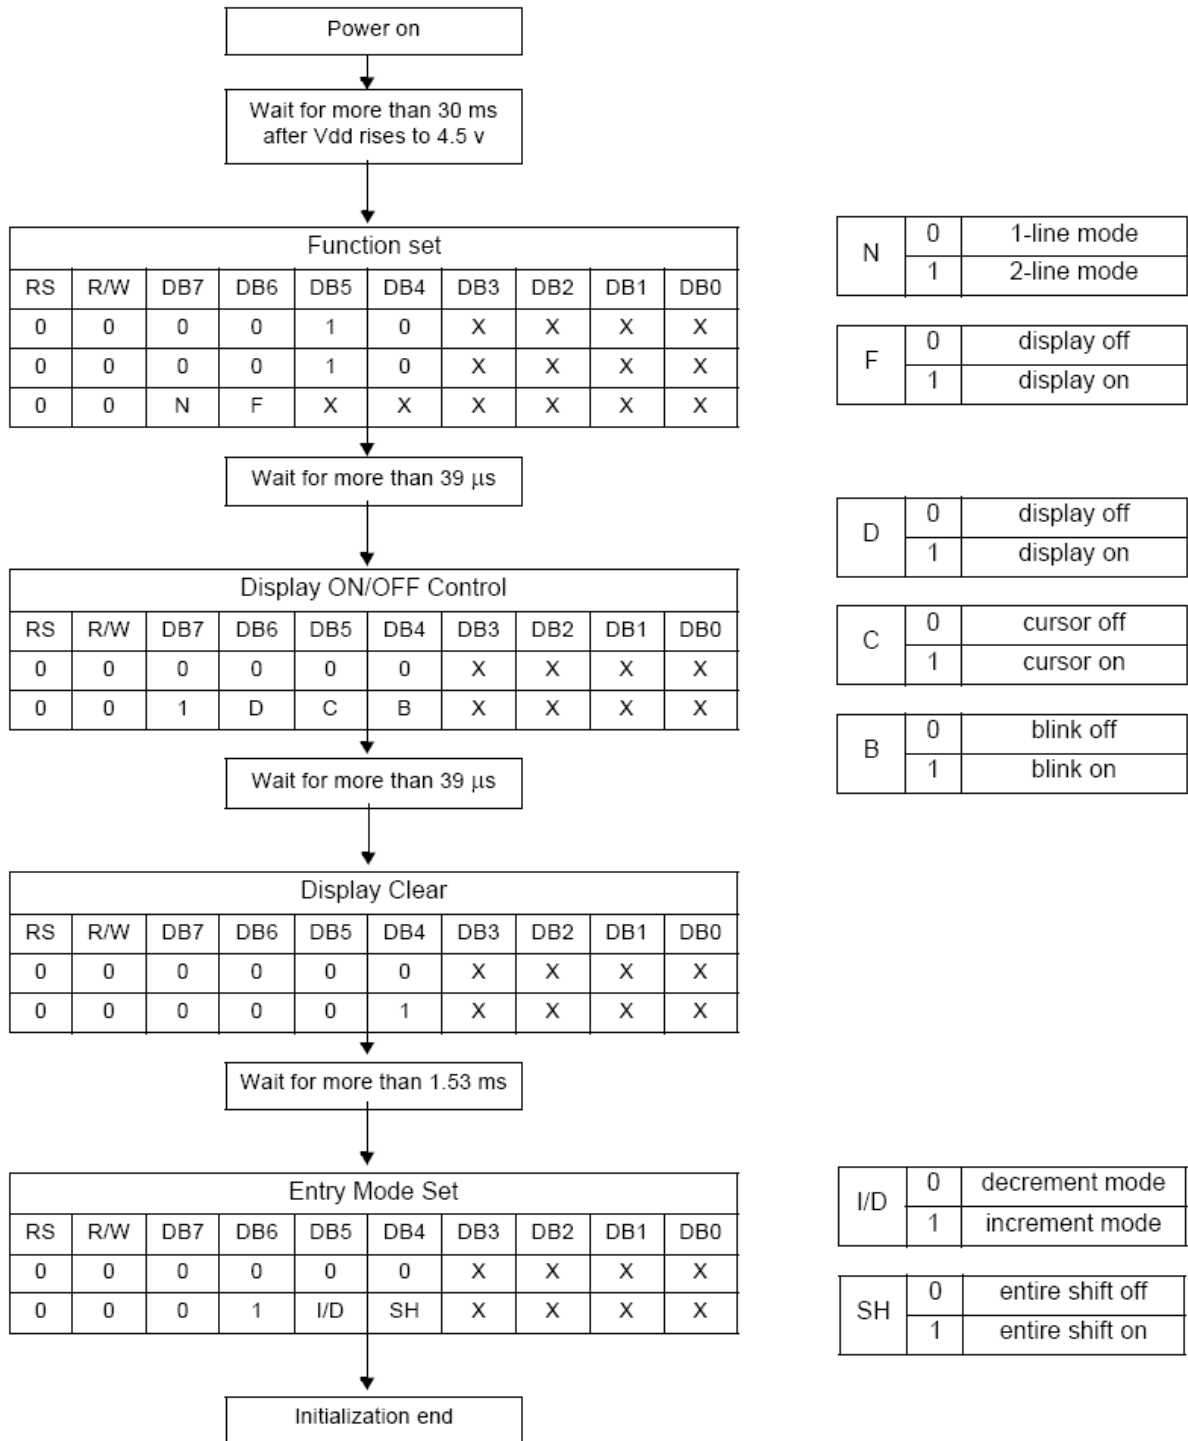 Power on
Wait for more than 30 ms
after Vdd rises to 4.5 v
Function set
RS R/W DB7 DB6 DB5 DB4 DB3 DB2 DB1 DB0
0 0 0 0 1 0 X X X X
0 0 0 0 1 0 X X X X
0 0 N F X X X X X X
N 0 1-line mode
1 2-line mode
F 0 display off
1 display on
Wait for more than 39 μs
Display ON/OFF Control
RS R/W DB7 DB6 DB5 DB4 DB3 DB2 DB1 DB0
0 0 0 0 0 0 X X X X
0 0 1 D C B X X X X
D 0 display off
1 display on
C 0 cursor off
1 cursor on
B 0 blink off
1 blink on
Wait for more than 39 μs
Display Clear
RS R/W DB7 DB6 DB5 DB4 DB3 DB2 DB1 DB0
0 0 0 0 0 0 X X X X
0 0 0 0 0 1 X X X X
Wait for more than 1.53 ms
Entry Mode Set
RS R/W DB7 DB6 DB5 DB4 DB3 DB2 DB1 DB0
0 0 0 0 0 0 X X X X
0 0 0 1 I/D SH X X X X
I/D 0 decrement mode
1 increment mode
SH 0 entire shift off
1 entire shift on
Initialization end